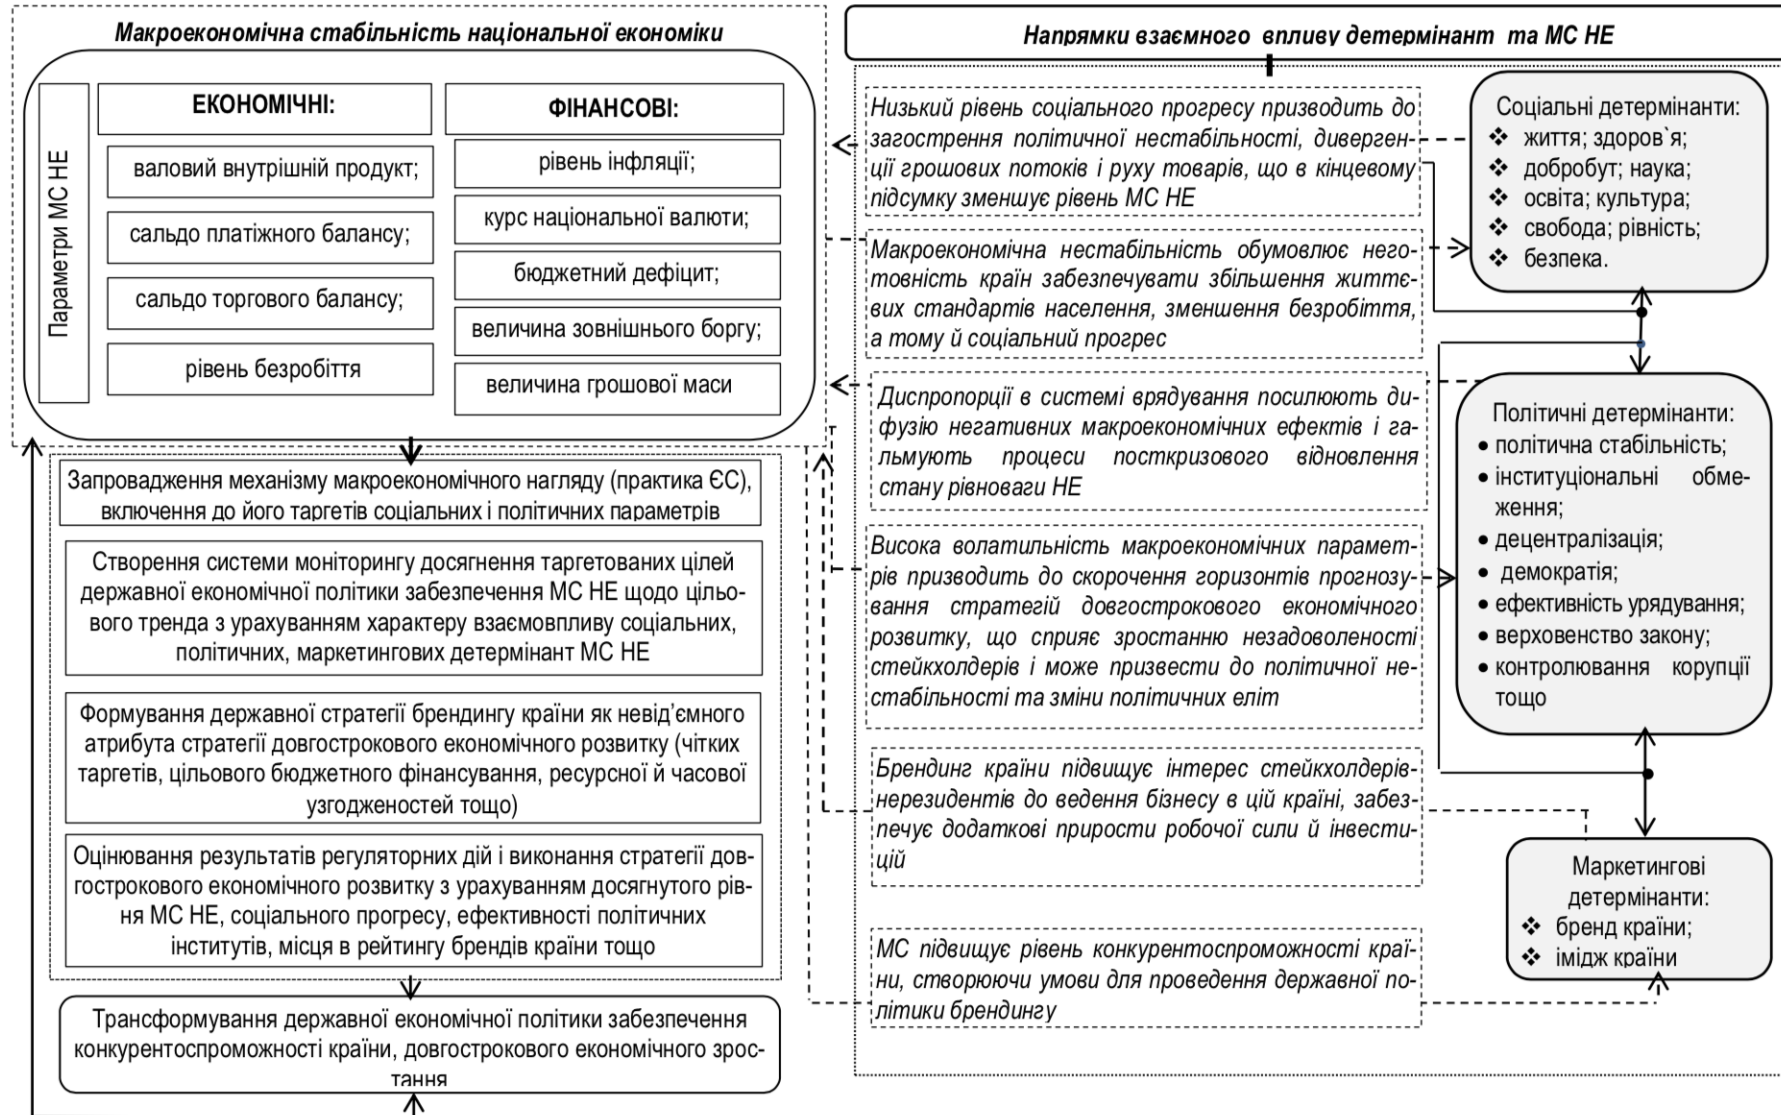 Макроекономічна стабільність національної економіки
Параметри МС НЕ
ЕКОНОМІЧНІ:
валовий внутрішній продукт;
сальдо платіжного балансу;
сальдо торгового балансу;
рівень безробіття
ФІНАНСОВІ:
рівень інфляції;
курс національної валюти;
бюджетний дефіцит;
величина зовнішнього боргу;
величина грошової маси
Запровадження механізму макроекономічного нагляду (практика ЄС),
включення до його таргетів соціальних і політичних параметрів
Створення системи моніторингу досягнення таргетованих цілей
державної економічної політики забезпечення МС НЕ щодо цільо-
вого тренда з урахуванням характеру взаємовпливу соціальних,
політичних, маркетингових детермінант МС НЕ
Формування державної стратегії брендингу країни як невід’ємного
атрибута стратегії довгострокового економічного розвитку (чітких
таргетів, цільового бюджетного фінансування, ресурсної й часової
узгодженостей тощо)
Оцінювання результатів регуляторних дій і виконання стратегії дов-
гострокового економічного розвитку з урахуванням досягнутого рів-
ня МС НЕ, соціального прогресу, ефективності політичних
інститутів, місця в рейтингу брендів країни тощо
Трансформування державної економічної політики забезпечення
конкурентоспроможності країни, довгострокового економічного зрос-
тання
Напрямки взаємного впливу детермінант та МС НЕ
Низький рівень соціального прогресу призводить до
загострення політичної нестабільності, диверген-
ції грошових потоків і руху товарів, що в кінцевому
підсумку зменшує рівень МС НЕ
Макроекономічна нестабільність обумовлює него-
товність країн забезпечувати збільшення життє-
вих стандартів населення, зменшення безробіття,
а тому й соціальний прогрес
Диспропорції в системі врядування посилюють ди-
фузію негативних макроекономічних ефектів і га-
льмують процеси посткризового відновлення
стану рівноваги НЕ
Висока волатильність макроекономічних парамет-
рів призводить до скорочення горизонтів прогнозу-
вання стратегій довгострокового економічного
розвитку, що сприяє зростанню незадоволеності
стейкхолдерів і може призвести до політичної не-
стабільності та зміни політичних еліт
Брендинг країни підвищує інтерес стейкхолдерів-
нерезидентів до ведення бізнесу в цій країні, забез-
печує додаткові прирости робочої сили й інвести-
цій
МС підвищує рівень конкурентоспроможності краї-
ни, створюючи умови для проведення державної по-
літики брендингу
Соціальні детермінанти:
❖ життя; здоров`я;
❖ добробут; наука;
❖ освіта; культура;
❖ свобода; рівність;
❖ безпека.
Політичні детермінанти:
● політична стабільність;
● інституціональні обме-
ження;
● децентралізація;
● демократія;
● ефективність урядування;
● верховенство закону;
● контролювання корупції
тощо
Маркетингові
детермінанти:
❖ бренд країни;
❖ імідж країни